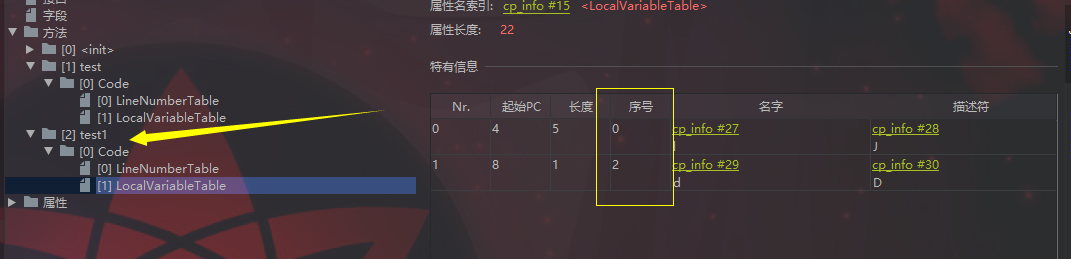 接口
字段
方法
[0] <init>
[1] test
[0] Code
[0] LineNumberTable
[1] LocalVariableTable
[2] test1
[0] Code
[0] LineNumberTable
[1] LocalVariableTable
属性
属性名索引: cp_info #15 <LocalVariableTable>
属性长度: 22
特有信息
Nr. 起始PC 长度 序号 名字 描述符
0 4 5 0 cp_info #27 cp_info #28
l J
1 8 1 2 cp_info #29 cp_info #30
d D